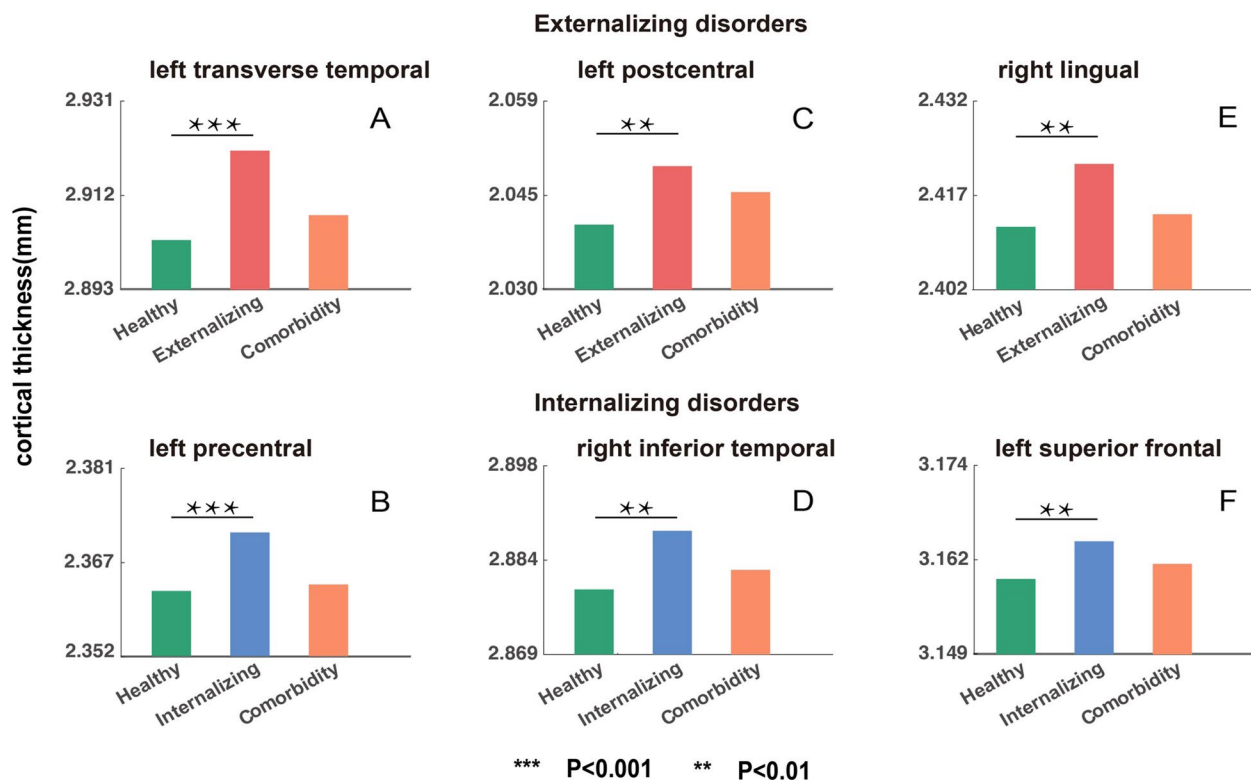 Externalizing disorders
left transverse temporal
left postcentral
right lingual
2.931
2.912
2.893
A
***
Healthy
Externalizing
Comorbidity
2.059
2.045
2.030
C
**
Healthy
Externalizing
Comorbidity
2.432
2.417
2.402
E
**
Healthy
Externalizing
Comorbidity
cortical thickness(mm)
Internalizing disorders
left precentral
right inferior temporal
left superior frontal
2.381
2.367
2.352
B
***
Healthy
Internalizing
Comorbidity
2.898
2.884
2.869
D
**
Healthy
Internalizing
Comorbidity
3.174
3.162
3.149
F
**
Healthy
Internalizing
Comorbidity
*** P<0.001 ** P<0.01